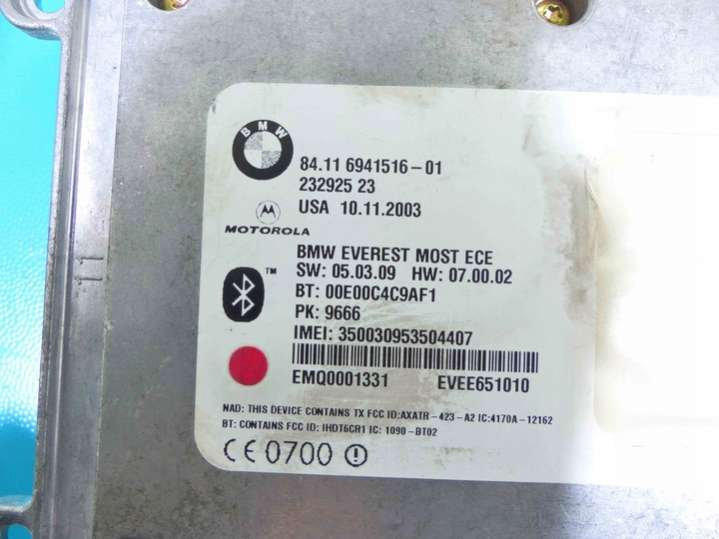 BMW
84.11 6941516-01
232925 23
USA 10.11.2003
MOTOROLA
BMW EVEREST MOST ECE
SW: 05.03.09 HW: 07.00.02
™
BT: 00E00C4C9AF1
PK: 9666
IMEI: 350030953504407
EMQ0001331 EVEE651010
NAD: THIS DEVICE CONTAINS TX FCC ID:AXATR-423-A2 IC:4170A-12162
BT: CONTAINS FCC ID: IHDT6CR1 IC: 1090-BT02
CE 0700